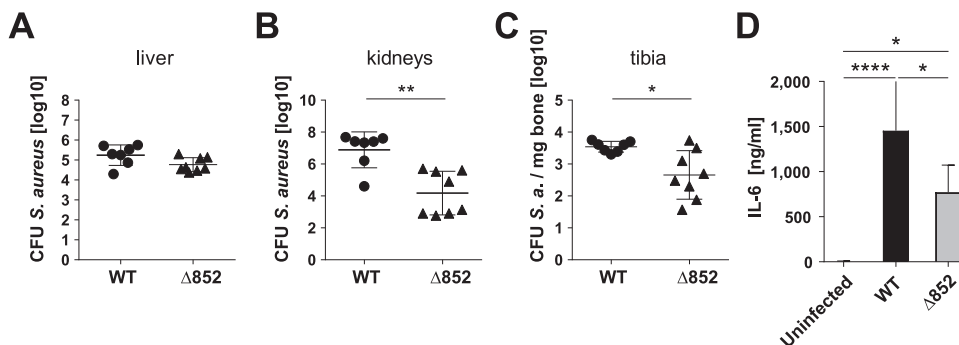 A
liver
CFU S. aureus [log10]
8
7
6
5
4
3
2
1
0
WT
Δ852
B
kidneys
CFU S. aureus [log10]
**
10
8
6
4
2
0
WT
Δ852
C
tibia
CFU S. a. / mg bone [log10]
*
5
4
3
2
1
0
WT
Δ852
D
*
**** *
IL-6 [ng/ml]
2,000
1,500
1,000
500
0
Uninfected
WT
Δ852